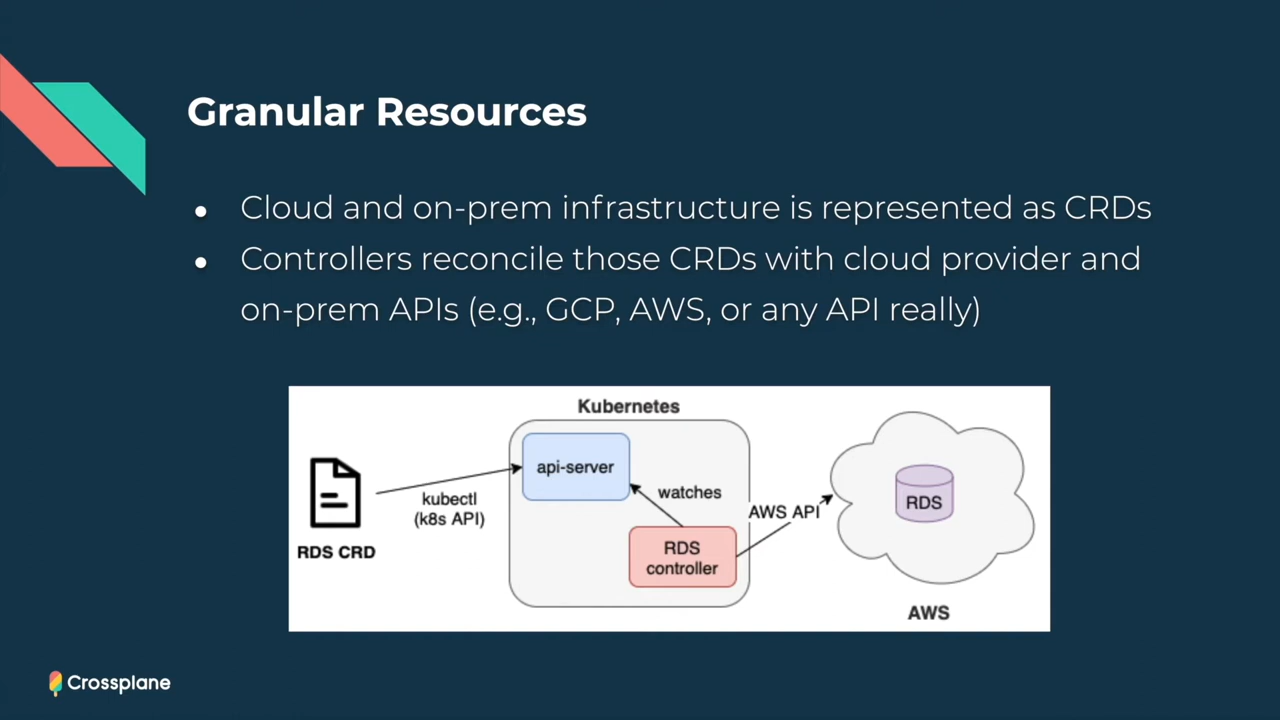 Granular Resources
● Cloud and on-prem infrastructure is represented as CRDs
● Controllers reconcile those CRDs with cloud provider and
on-prem APIs (e.g., GCP, AWS, or any API really)
Kubernetes
api-server
kubectl
(k8s API)
watches
AWS API
RDS
RDS CRD
RDS
controller
AWS
Crossplane